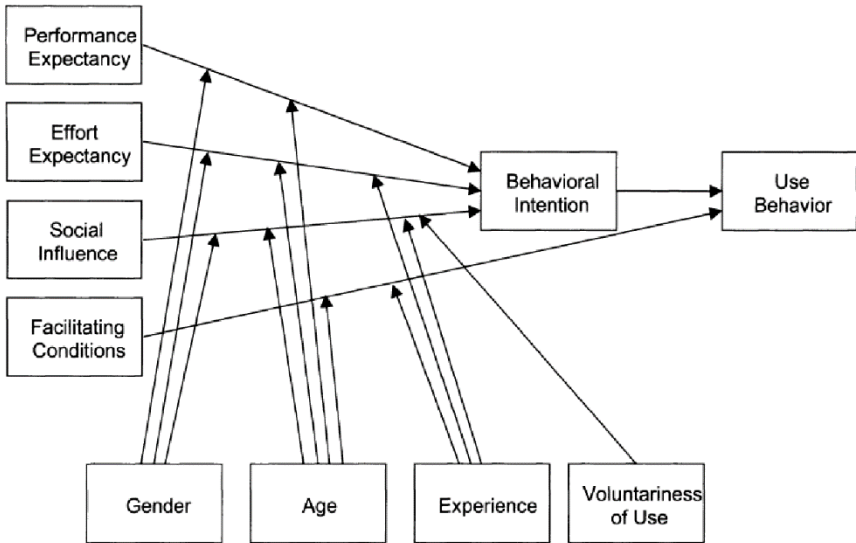 Performance
Expectancy
Effort
Expectancy
Social
Influence
Facilitating
Conditions
Behavioral
Intention
Use
Behavior
Gender
Age
Experience
Voluntariness
of Use